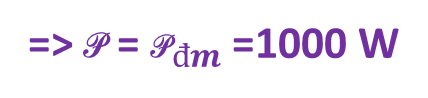 => 𝒫 = 𝒫đm =1000 W